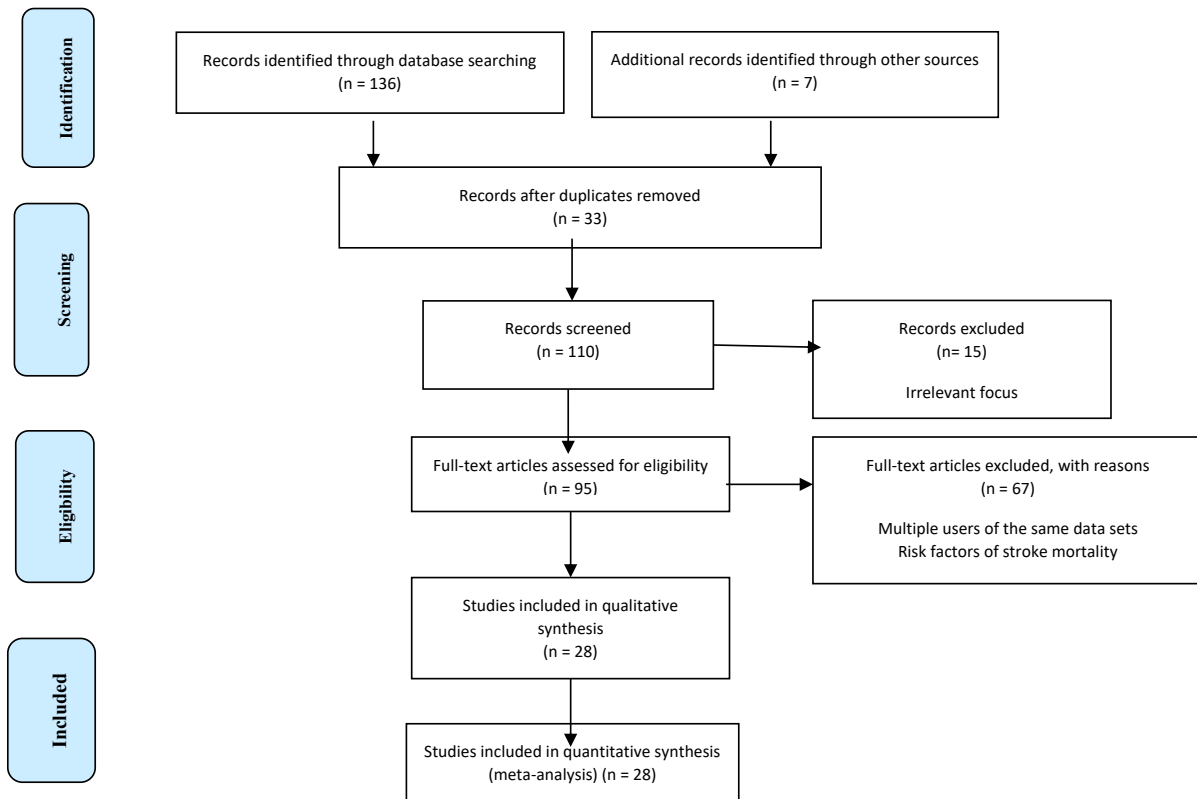 Identification
Records identified through database searching
(n = 136)
Additional records identified through other sources
(n = 7)
Records after duplicates removed
(n = 33)
Screening
Records screened
(n = 110)
Records excluded
(n= 15)
Irrelevant focus
Eligibility
Full-text articles assessed for eligibility
(n = 95)
Full-text articles excluded, with reasons
(n = 67)
Multiple users of the same data sets
Risk factors of stroke mortality
Studies included in qualitative
synthesis
(n = 28)
Included
Studies included in quantitative synthesis
(meta-analysis) (n = 28)